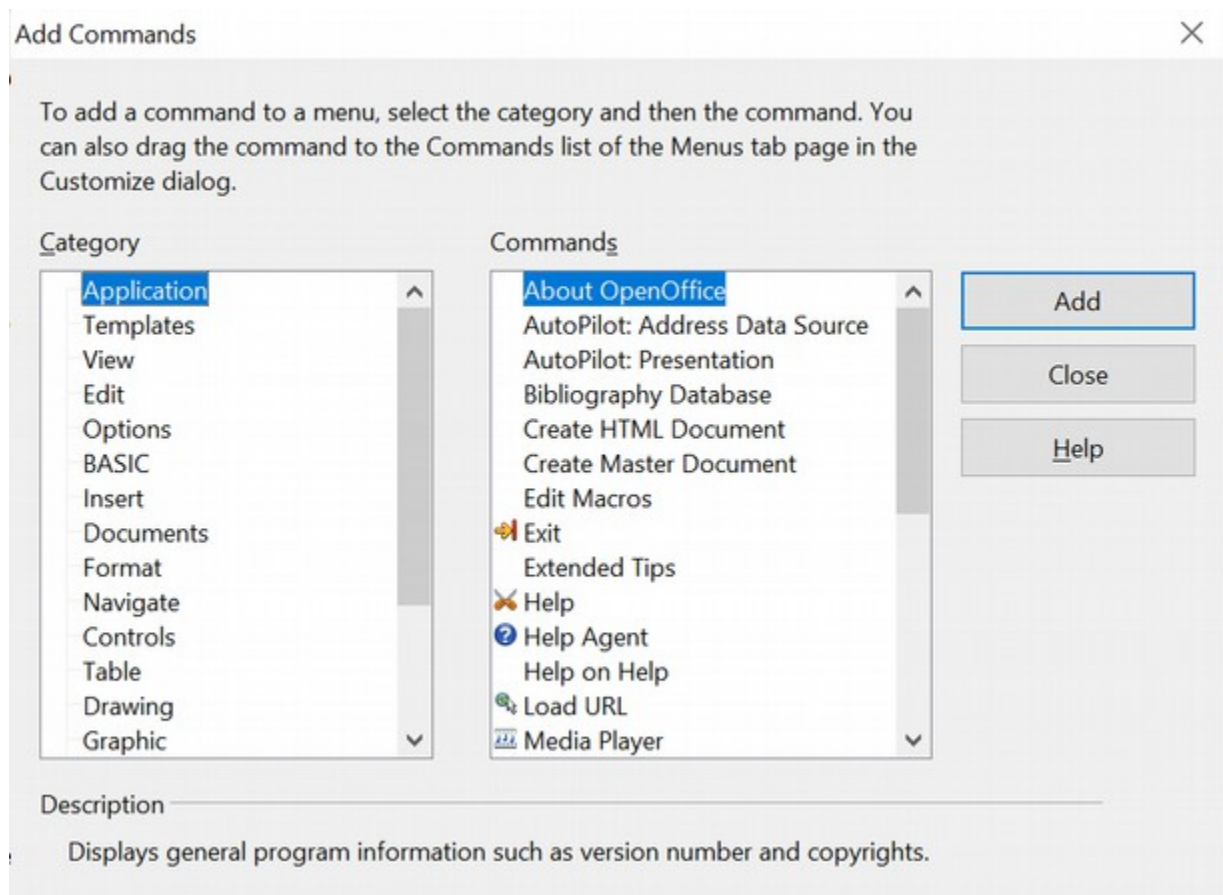 Add Commands
To add a command to a menu, select the category and then the command. You
can also drag the command to the Commands list of the Menus tab page in the
Customize dialog.
Category
Application
Templates
View
Edit
Options
BASIC
Insert
Documents
Format
Navigate
Controls
Table
Drawing
Graphic
Commands
About OpenOffice
AutoPilot: Address Data Source
AutoPilot: Presentation
Bibliography Database
Create HTML Document
Create Master Document
Edit Macros
Exit
Extended Tips
Help
Help Agent
Help on Help
Load URL
Media Player
Add
Close
Help
Description
Displays general program information such as version number and copyrights.